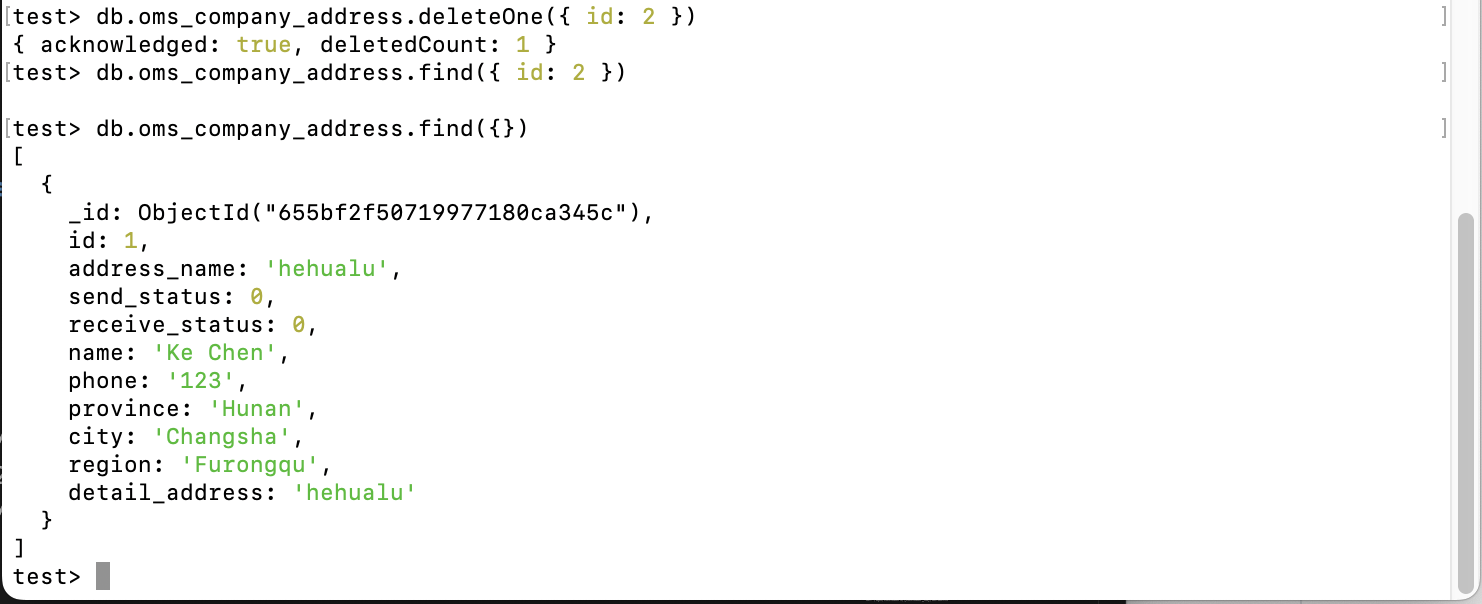 [test> db.oms_company_address.deleteOne({ id: 2 }) ]
{ acknowledged: true, deletedCount: 1 }
[test> db.oms_company_address.find({ id: 2 }) ]
[test> db.oms_company_address.find({}) ]
[
  {
    _id: ObjectId("655bf2f50719977180ca345c"),
    id: 1,
    address_name: 'hehualu',
    send_status: 0,
    receive_status: 0,
    name: 'Ke Chen',
    phone: '123',
    province: 'Hunan',
    city: 'Changsha',
    region: 'Furongqu',
    detail_address: 'hehualu'
  }
]
test>